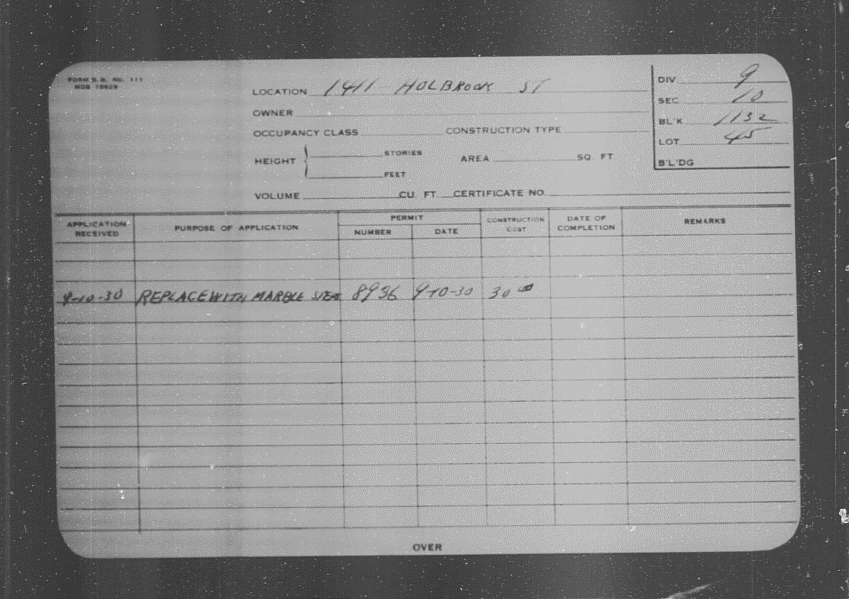 FORM S. B. NO. 111
MOB 19629
LOCATION 1411 HOLBROOK ST
OWNER
OCCUPANCY CLASS CONSTRUCTION TYPE
HEIGHT { STORIES AREA SQ. FT.
FEET
VOLUME CU. FT. CERTIFICATE NO.
DIV. 9
SEC. 10
BL'K 1132
LOT 45
B'L'DG
APPLICATION RECEIVED PURPOSE OF APPLICATION PERMIT NUMBER DATE CONSTRUCTION COST DATE OF COMPLETION REMARKS
9-10-30 REPLACE WITH MARBLE STEP 8936 9-10-30 30 00
OVER